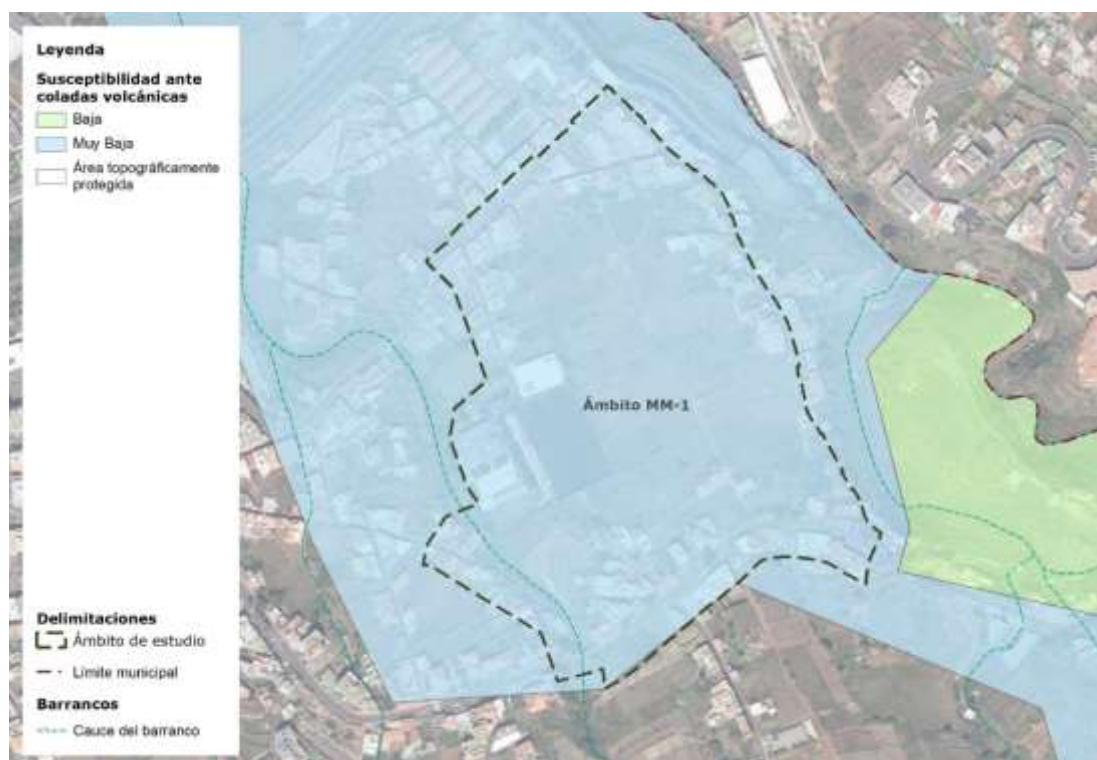 Leyenda
Susceptibilidad ante
coladas volcánicas
Baja
Muy Baja
Área topográficamente
protegida
Ámbito MM-1
Delimitaciones
Ámbito de estudio
Límite municipal
Barrancos
Cauce del barranco